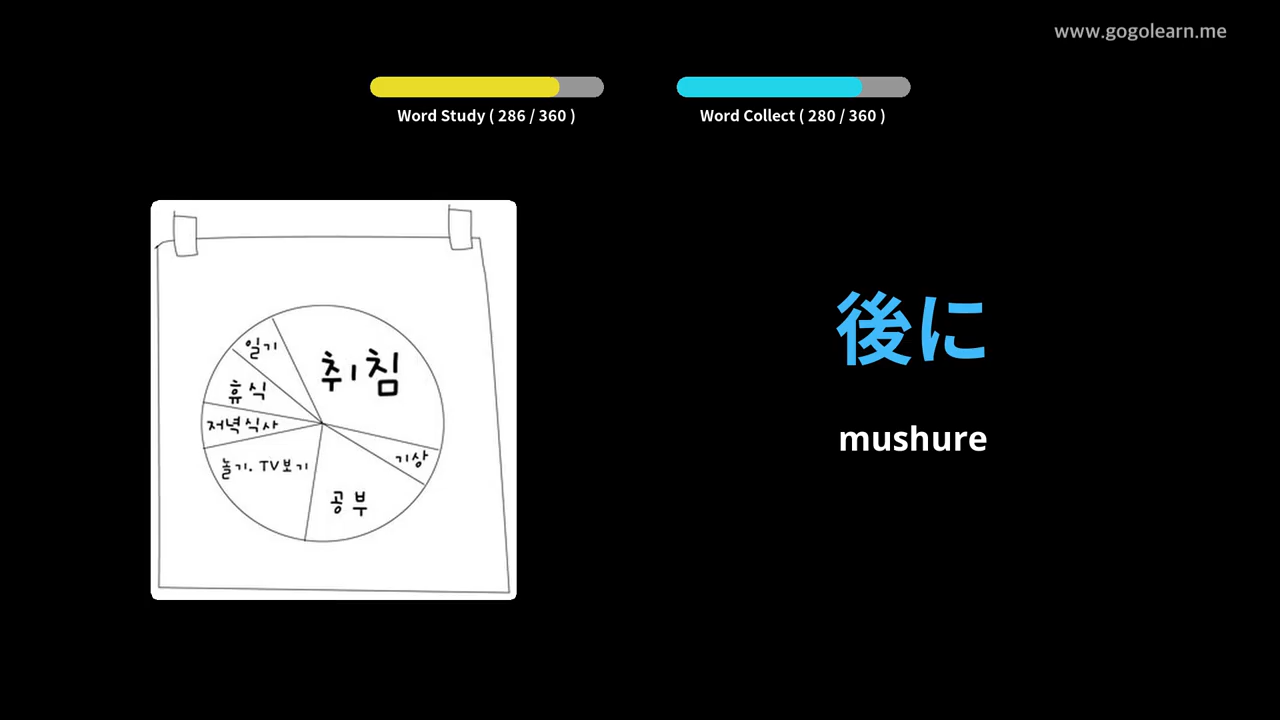 www.gogolearn.me
Word Study ( 286 / 360 )
Word Collect ( 280 / 360 )
일기
취침
휴식
저녁식사
놀기. TV보기
기상
공부
後に
mushure